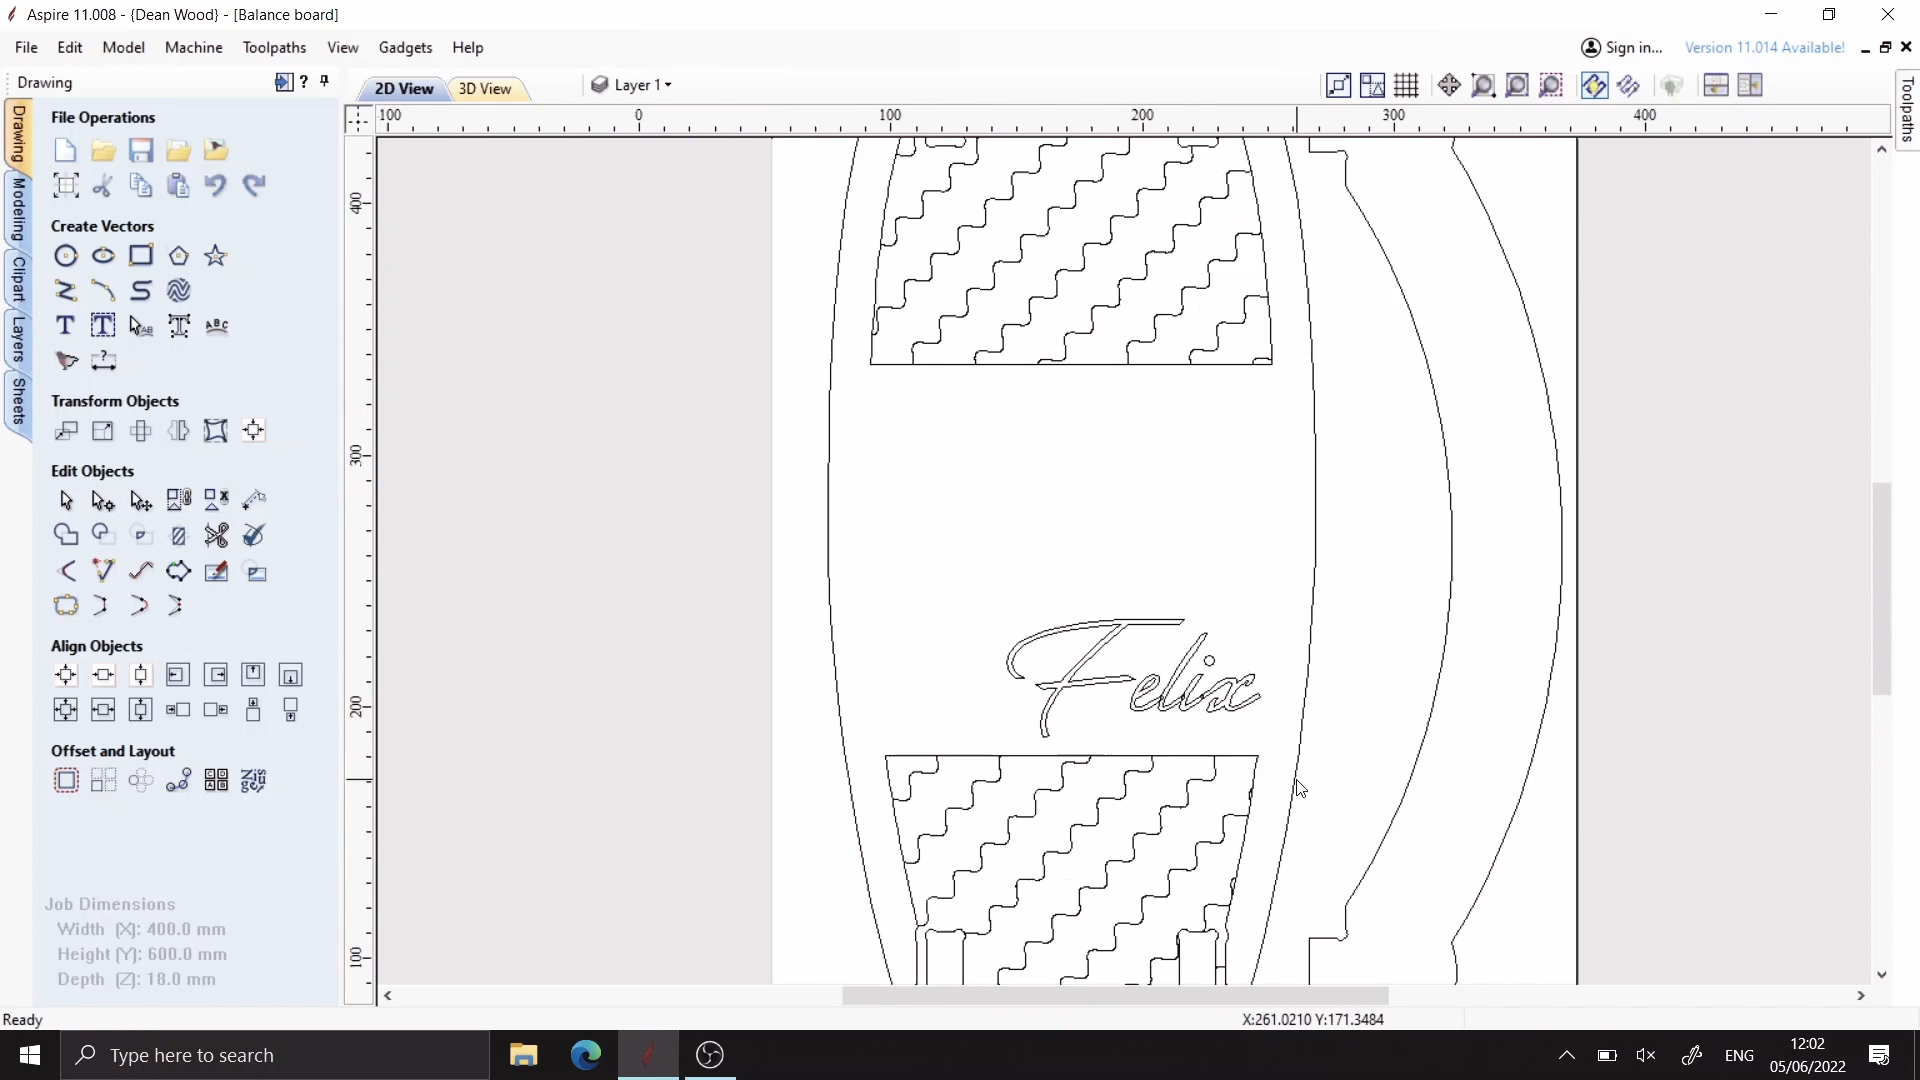 Aspire 11.008 - {Dean Wood} - [Balance board]
File Edit Model Machine Toolpaths View Gadgets Help
Sign in... Version 11.014 Available!
Drawing
2D View 3D View Layer 1
File Operations
Create Vectors
Transform Objects
Edit Objects
Align Objects
Offset and Layout
Job Dimensions
Width (X): 400.0 mm
Height (Y): 600.0 mm
Depth (Z): 18.0 mm
Drawing
Modeling
Clipart
Layers
Sheets
Toolpaths
-100 0 100 200 300 400
400
300
200
100
Felix
Ready
X:261.0210 Y:171.3484
Type here to search
ENG
12:02
05/06/2022